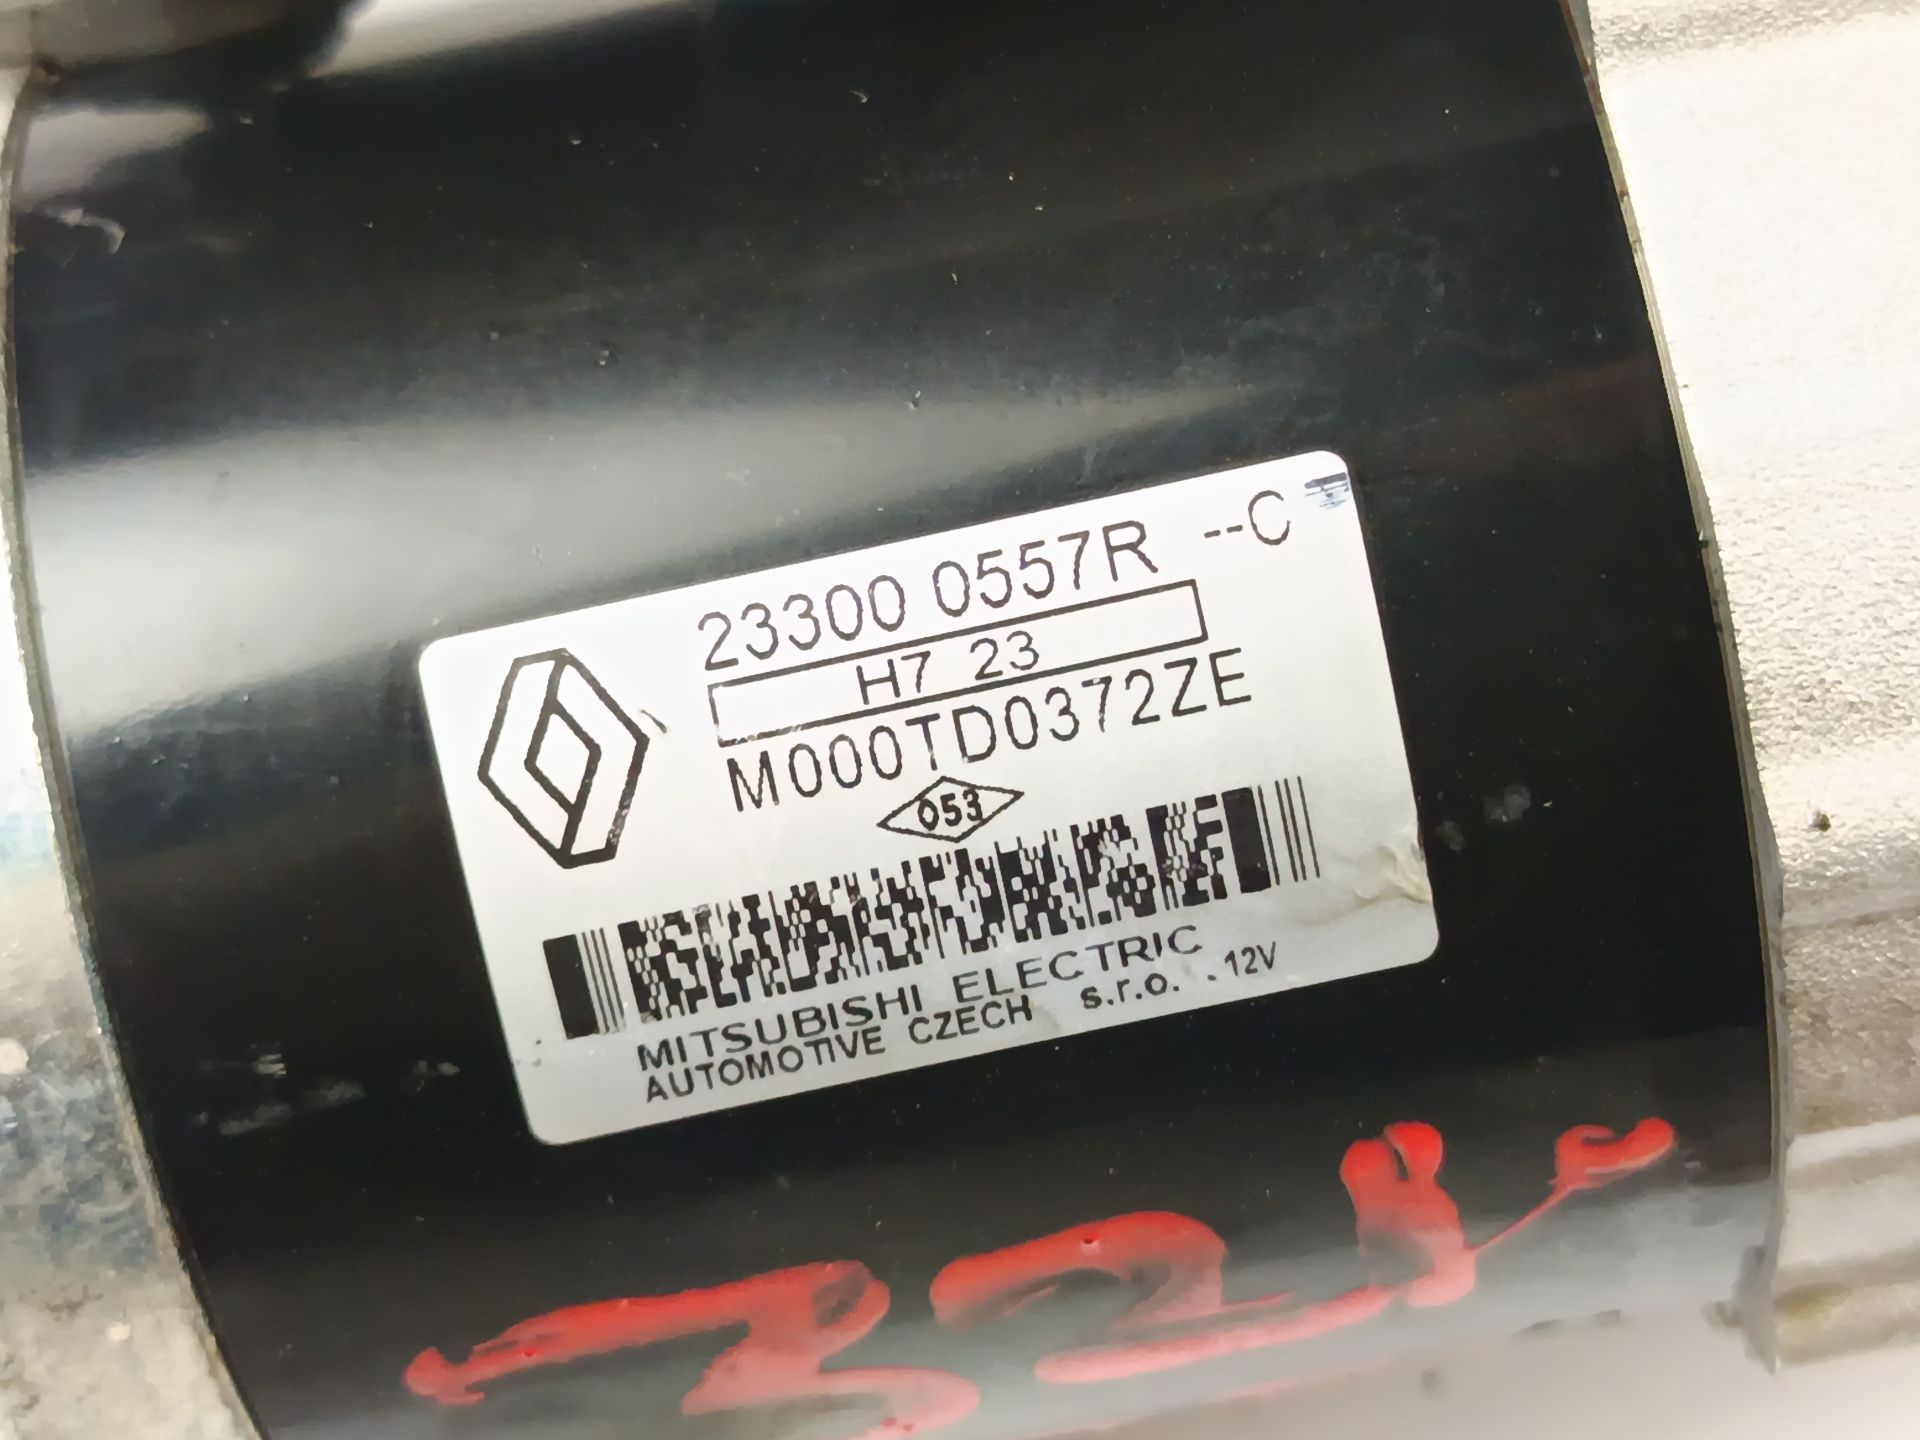 23300 0557R --C
H7 23
M000TD0372ZE
053
MITSUBISHI ELECTRIC
AUTOMOTIVE CZECH s.r.o. . 12V